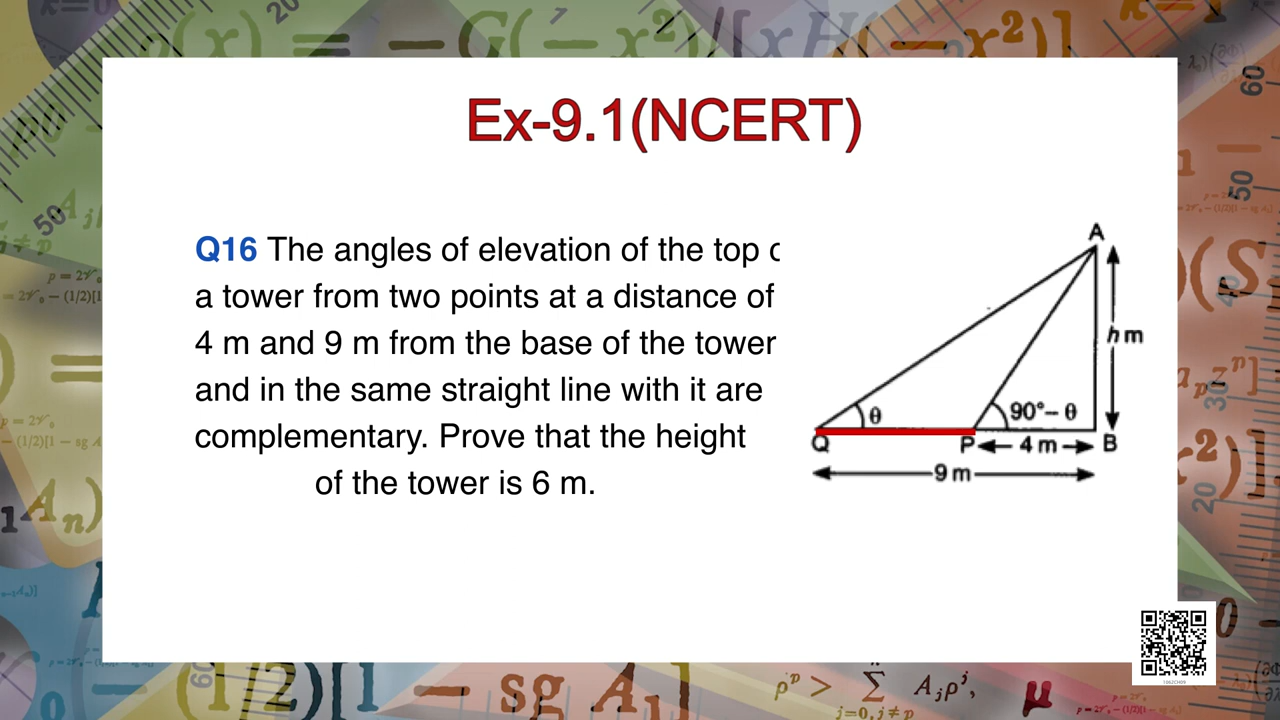 Ex-9.1(NCERT)
Q16 The angles of elevation of the top
a tower from two points at a distance of
4 m and 9 m from the base of the tower
and in the same straight line with it are
complementary. Prove that the height
of the tower is 6 m.
A
h m
θ
90°– θ
Q
P
4 m
B
9 m